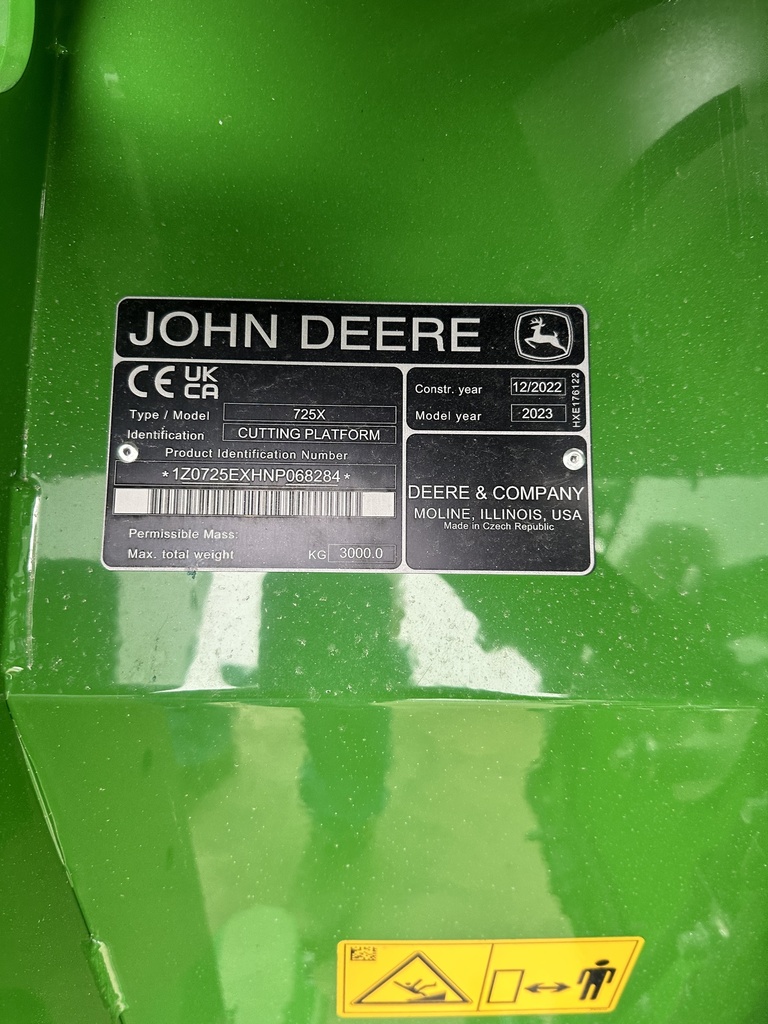 JOHN DEERE
CE UK CA
Type / Model 725X
Identification CUTTING PLATFORM
Product Identification Number
*1Z0725EXHNP068284*
Permissible Mass:
Max. total weight KG 3000.0
Constr. year 12/2022
Model year 2023
HXE176122
DEERE & COMPANY
MOLINE, ILLINOIS, USA
Made in Czech Republic